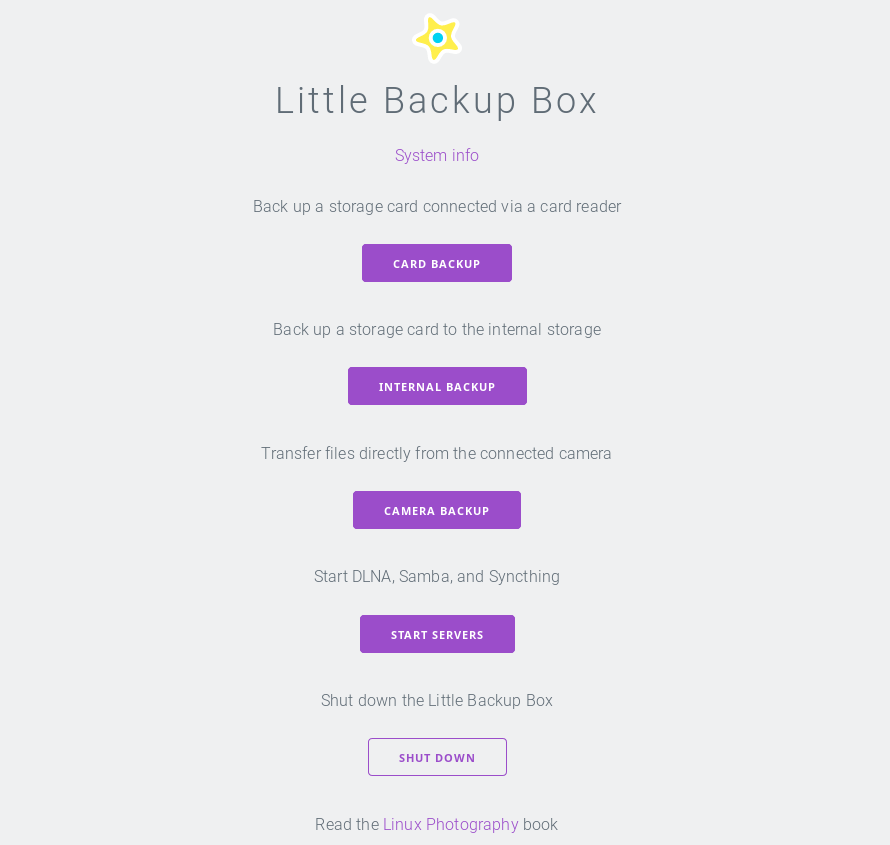 Little Backup Box
System info
Back up a storage card connected via a card reader
CARD BACKUP
Back up a storage card to the internal storage
INTERNAL BACKUP
Transfer files directly from the connected camera
CAMERA BACKUP
Start DLNA, Samba, and Syncthing
START SERVERS
Shut down the Little Backup Box
SHUT DOWN
Read the Linux Photography book